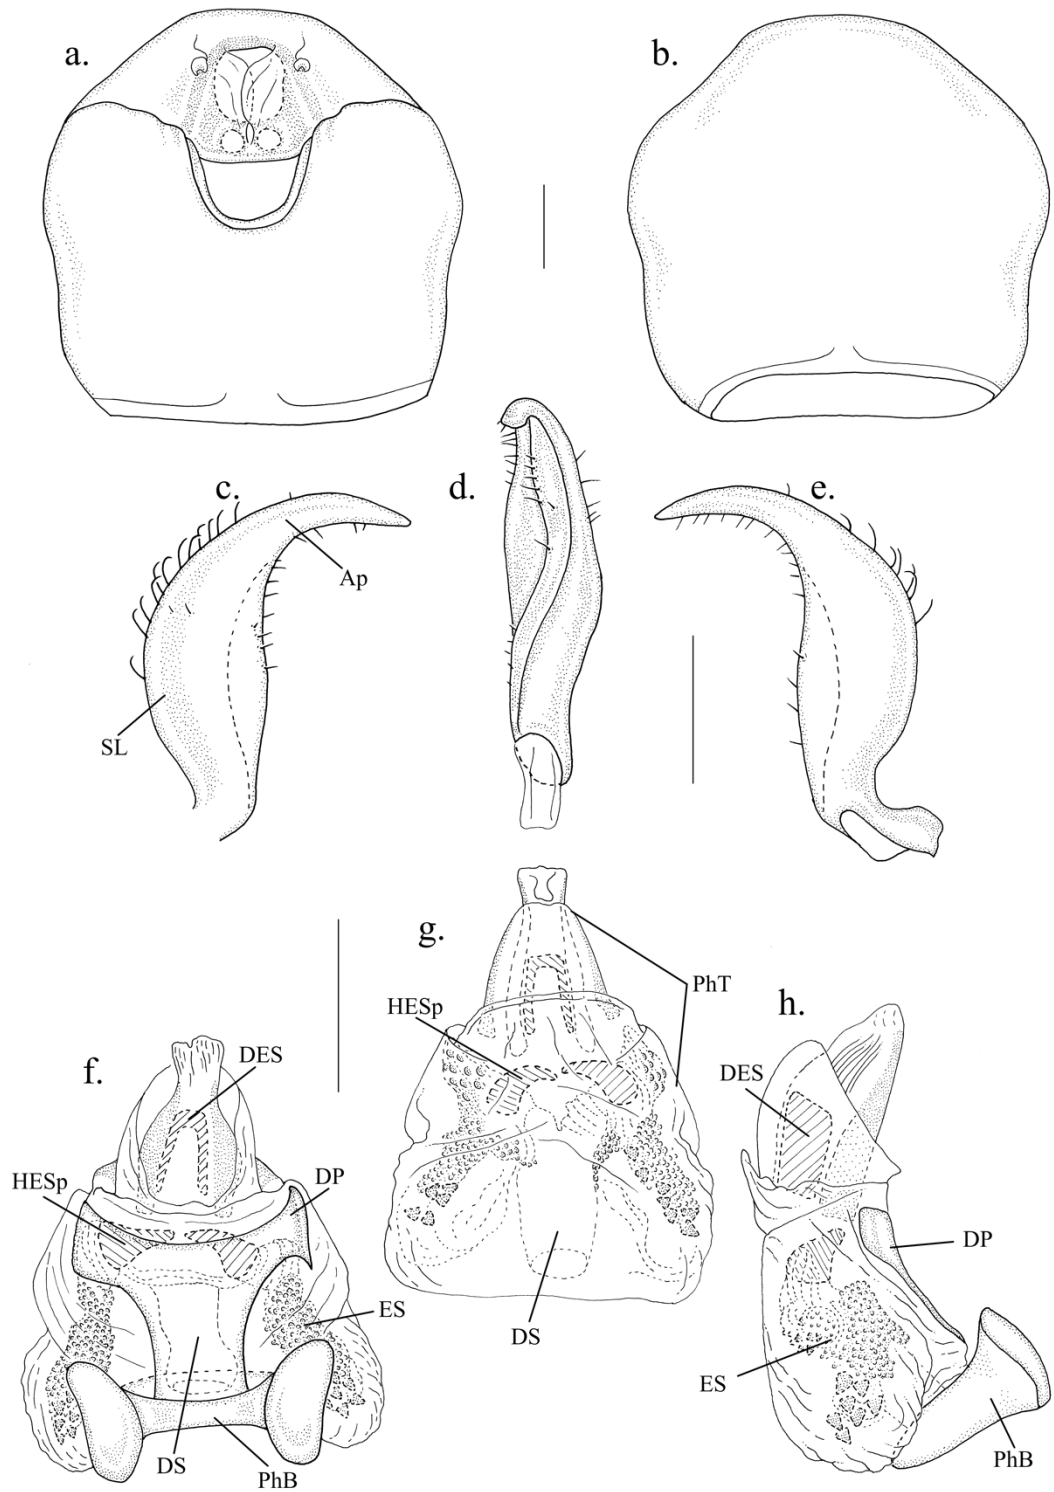 a.
b.
c.
d.
e.
Ap
SL
g.
PhT
HESp
h.
DES
f.
DES
HESp
DP
DP
ES
DS
ES
DS
PhB
PhB